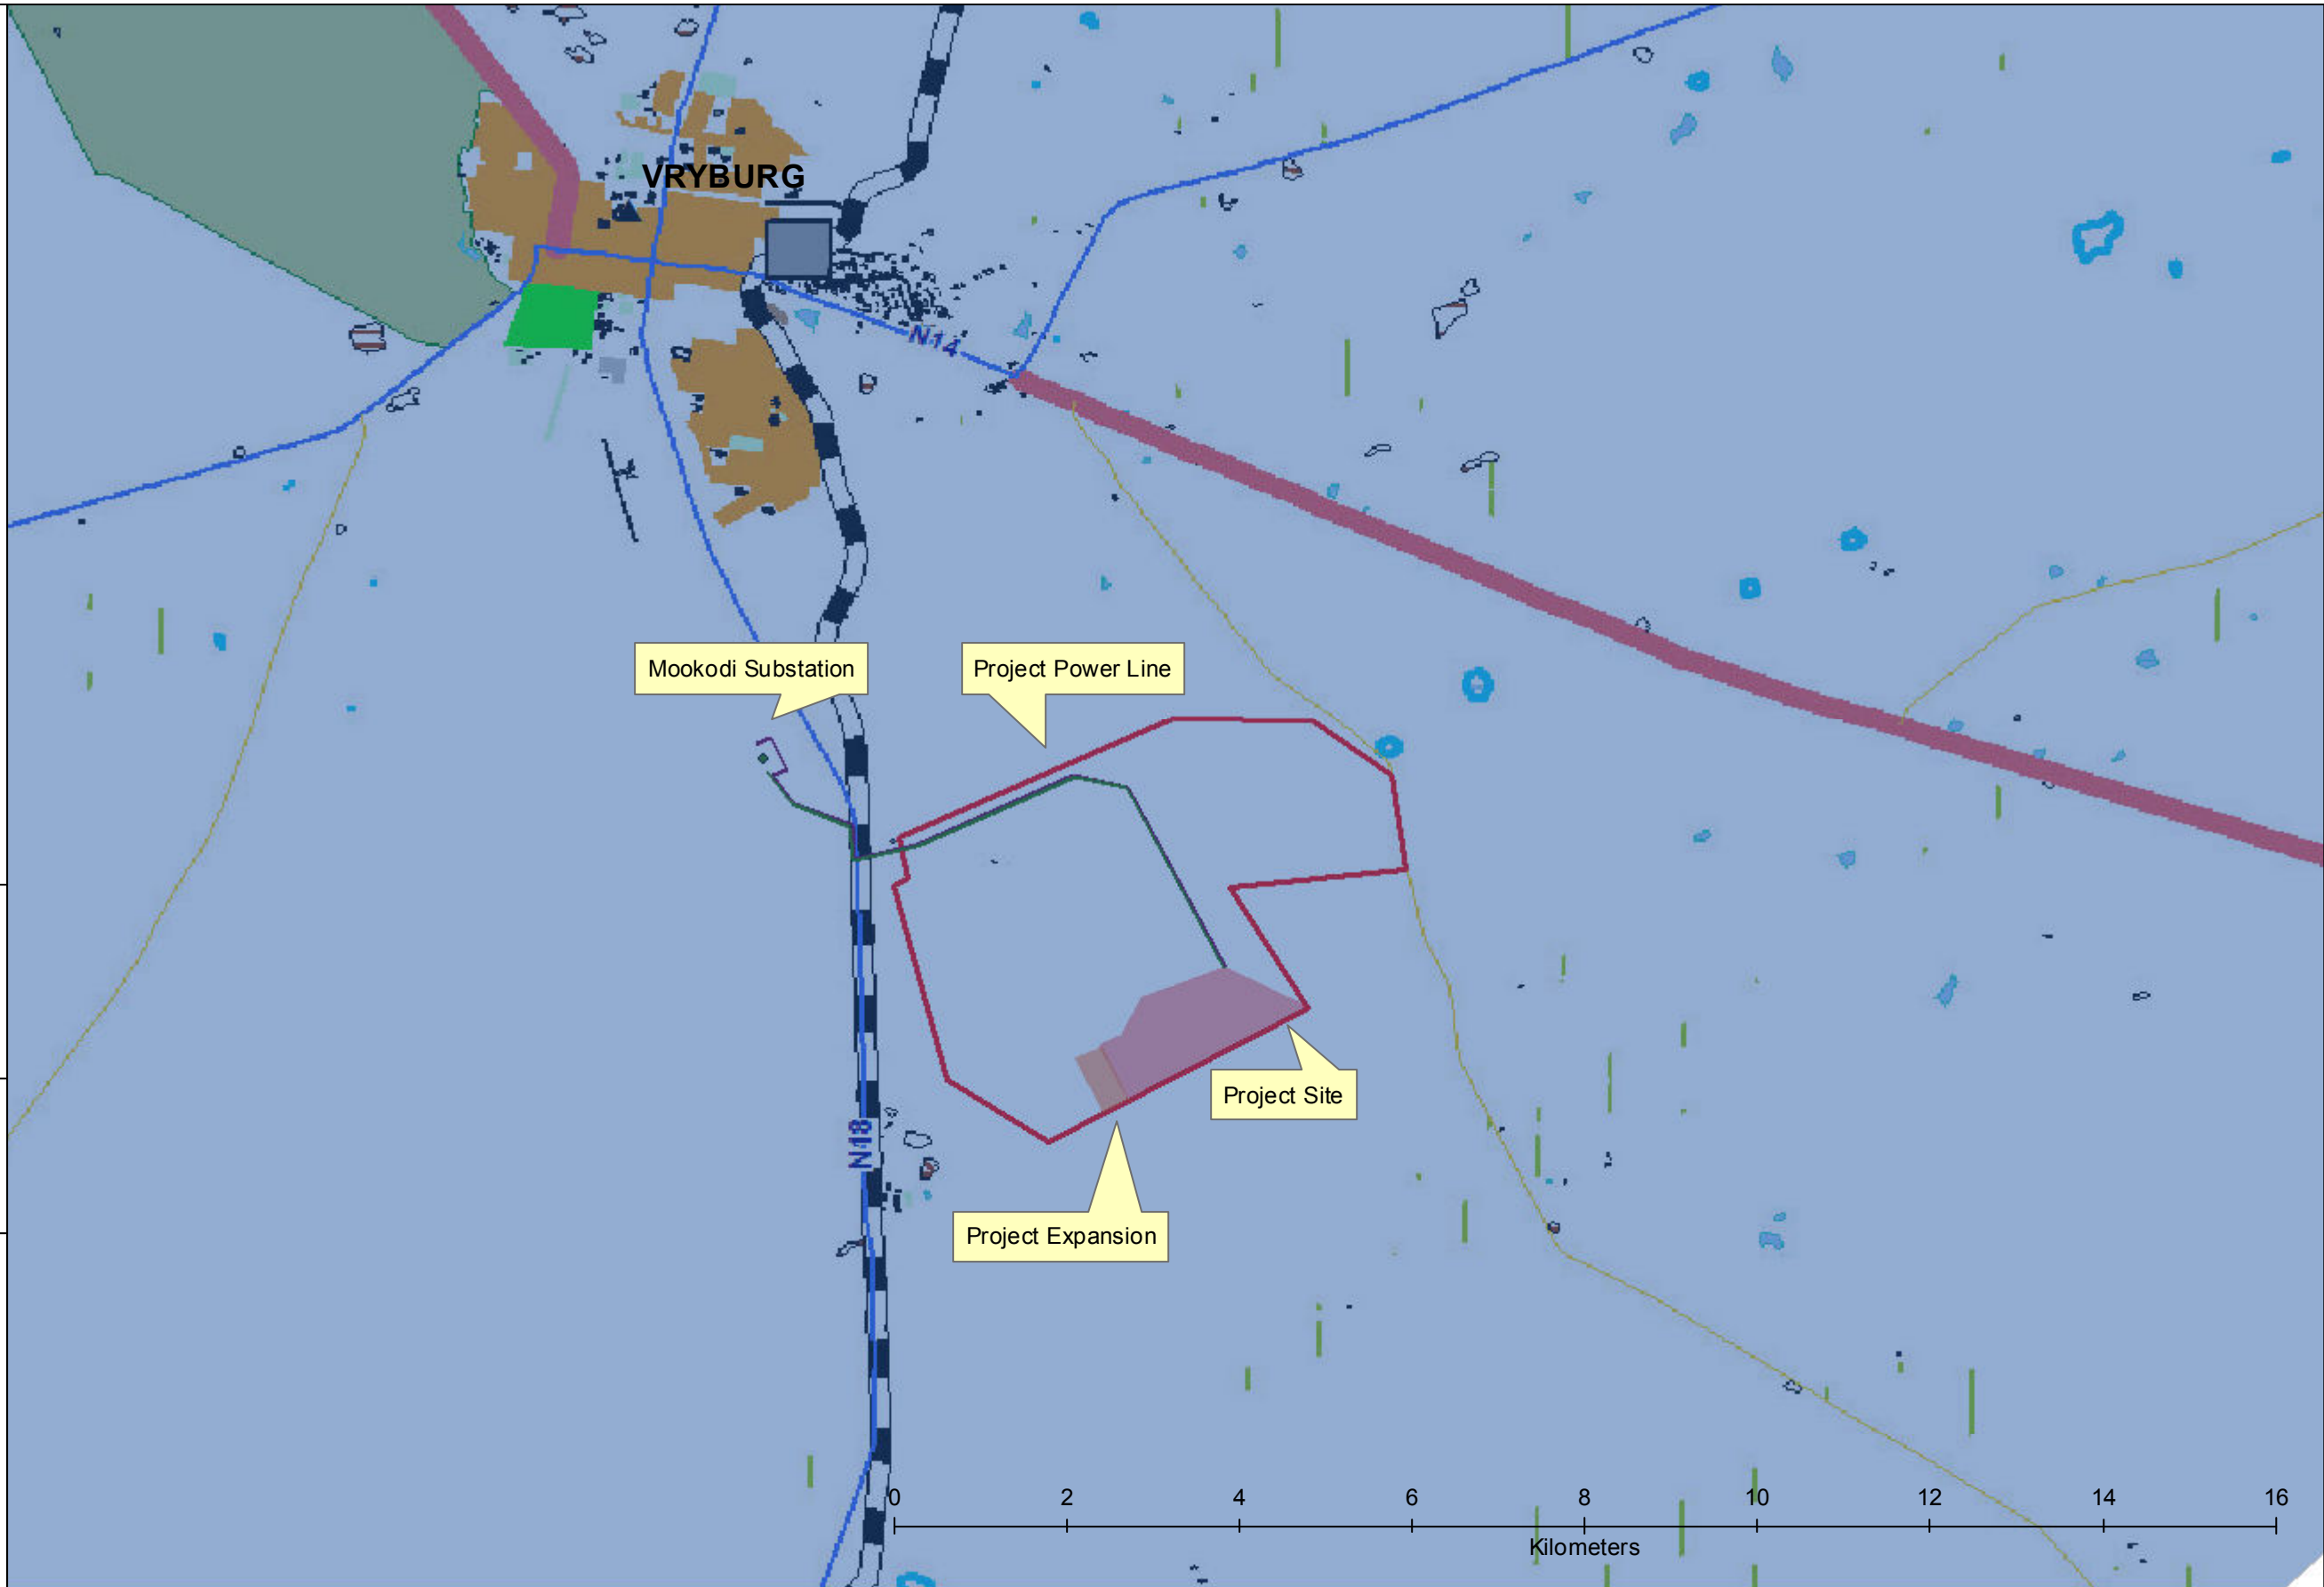 VRYBURG
N14
Mookodi Substation
Project Power Line
Project Site
N18
Project Expansion
0 2 4 6 8 10 12 14 16
Kilometers